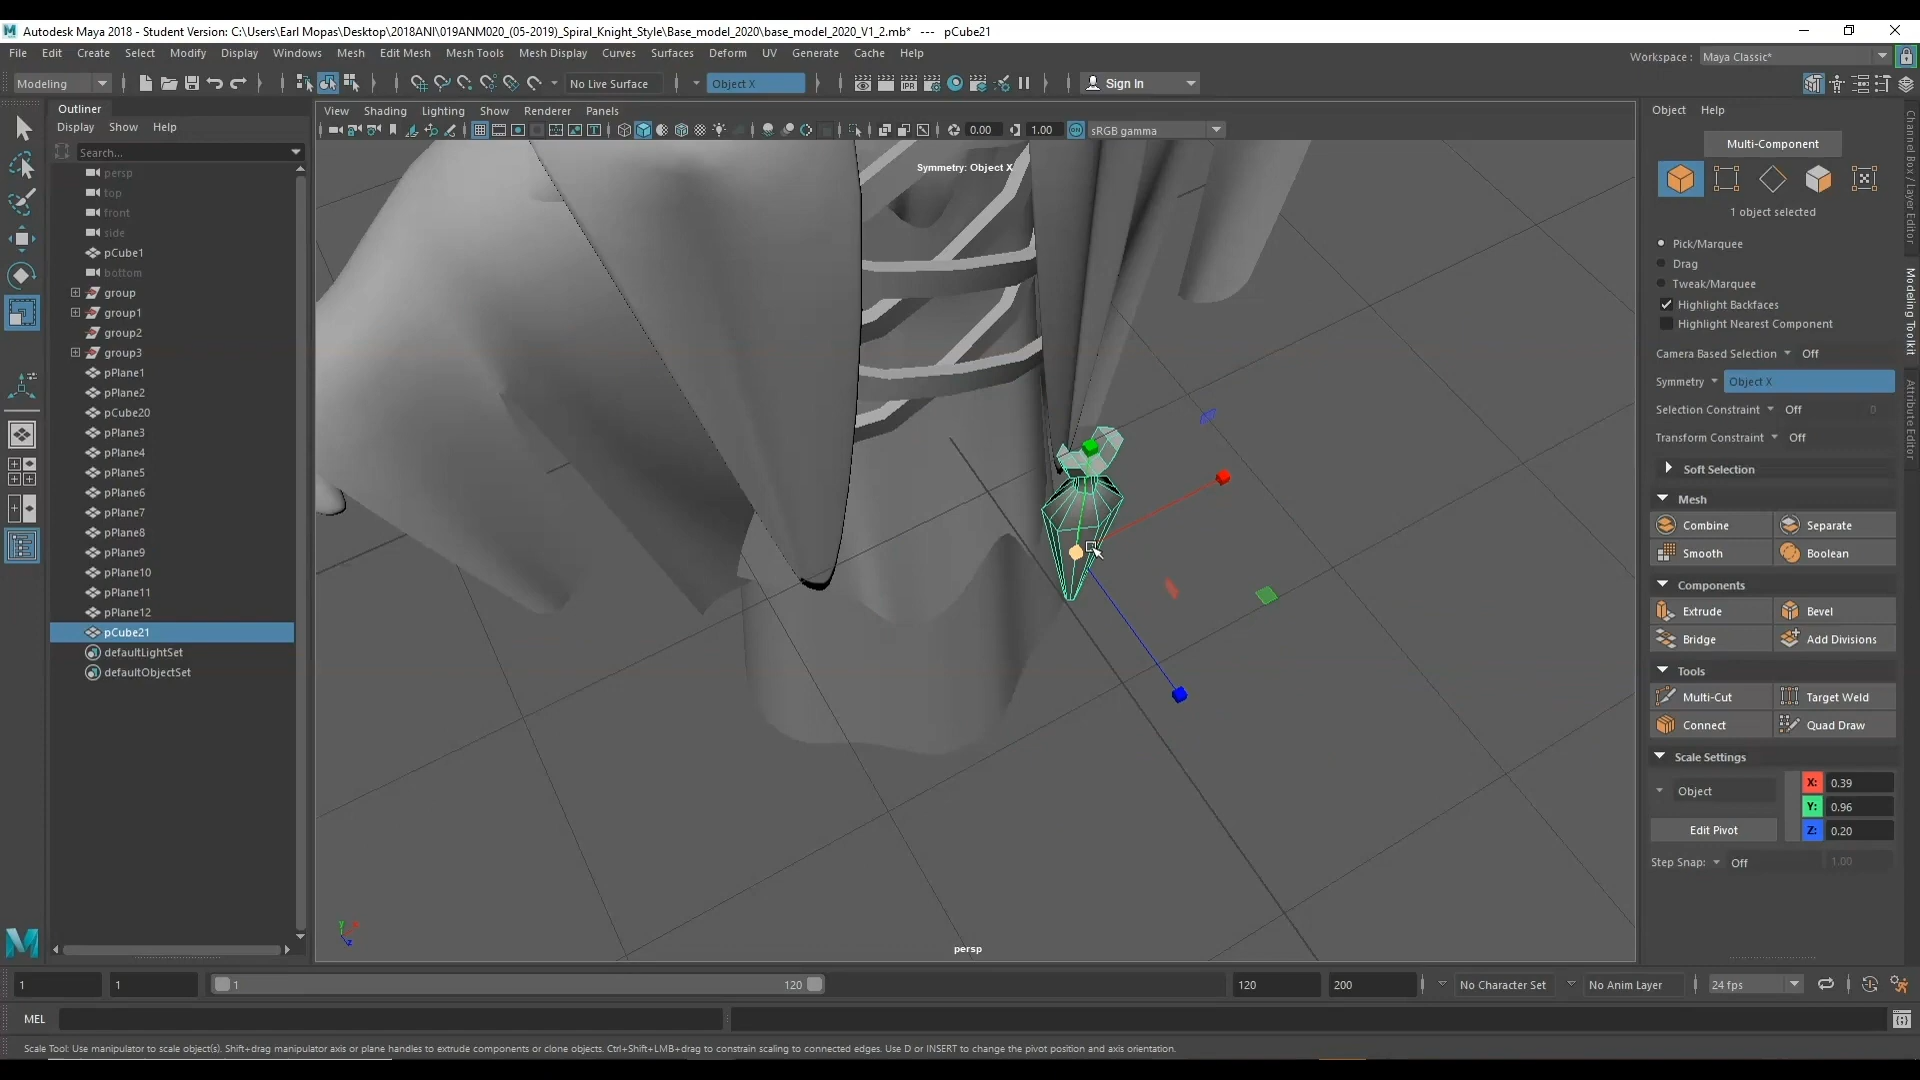 Autodesk Maya 2018 - Student Version: C:\Users\Earl Mopas\Desktop\2018ANI\019ANM020_(05-2019)_Spiral_Knight_Style\Base_model_2020\base_model_2020_V1_2.mb* --- pCube21
File Edit Create Select Modify Display Windows Mesh Edit Mesh Mesh Tools Mesh Display Curves Surfaces Deform UV Generate Cache Help
Workspace : Maya Classic*
Modeling No Live Surface Object X Sign In
IPR
Outliner
Display Show Help
Search...
persp
top
front
side
pCube1
bottom
group
group1
group2
group3
pPlane1
pPlane2
pCube20
pPlane3
pPlane4
pPlane5
pPlane6
pPlane7
pPlane8
pPlane9
pPlane10
pPlane11
pPlane12
pCube21
defaultLightSet
defaultObjectSet
View Shading Lighting Show Renderer Panels
0.00 1.00 ON sRGB gamma
Symmetry: Object X
persp
Object Help
Multi-Component
1 object selected
Pick/Marquee
Drag
Tweak/Marquee
Highlight Backfaces
Highlight Nearest Component
Camera Based Selection Off
Symmetry Object X
Selection Constraint Off 0
Transform Constraint Off
Soft Selection
Mesh
Combine Separate
Smooth Boolean
Components
Extrude Bevel
Bridge Add Divisions
Tools
Multi-Cut Target Weld
Connect Quad Draw
Scale Settings
Object X: 0.39
Y: 0.96
Edit Pivot Z: 0.20
Step Snap: Off 1.00
Channel Box / Layer Editor
Modeling Toolkit
Attribute Editor
1 1 1 120 120 200 No Character Set No Anim Layer 24 fps
MEL
Scale Tool: Use manipulator to scale object(s). Shift+drag manipulator axis or plane handles to extrude components or clone objects. Ctrl+Shift+LMB+drag to constrain scaling to connected edges. Use D or INSERT to change the pivot position and axis orientation.